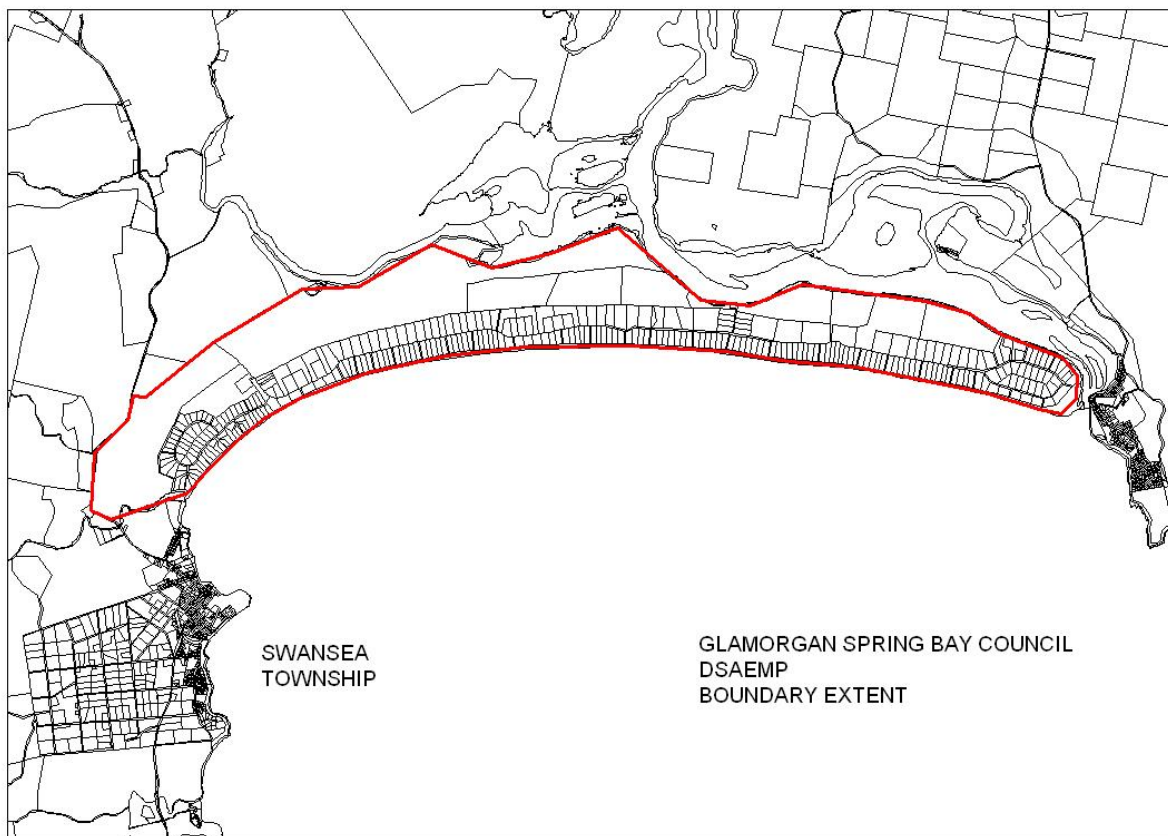 SWANSEA
TOWNSHIP
GLAMORGAN SPRING BAY COUNCIL
DSAEMP
BOUNDARY EXTENT